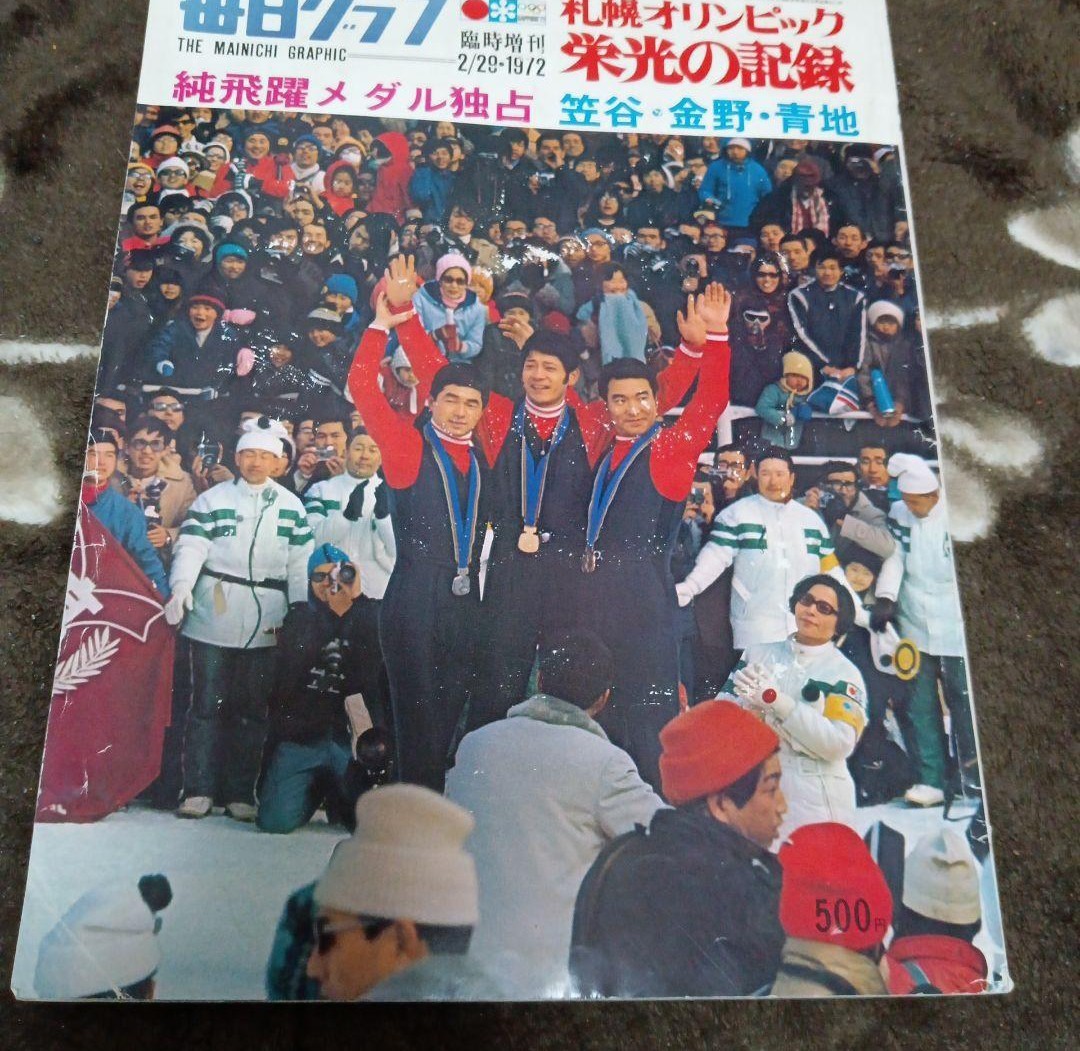 毎日グラフ
THE MAINICHI GRAPHIC
臨時増刊
2/29・1972
札幌オリンピック
栄光の記録
純飛躍メダル独占
笠谷・金野・青地
500円